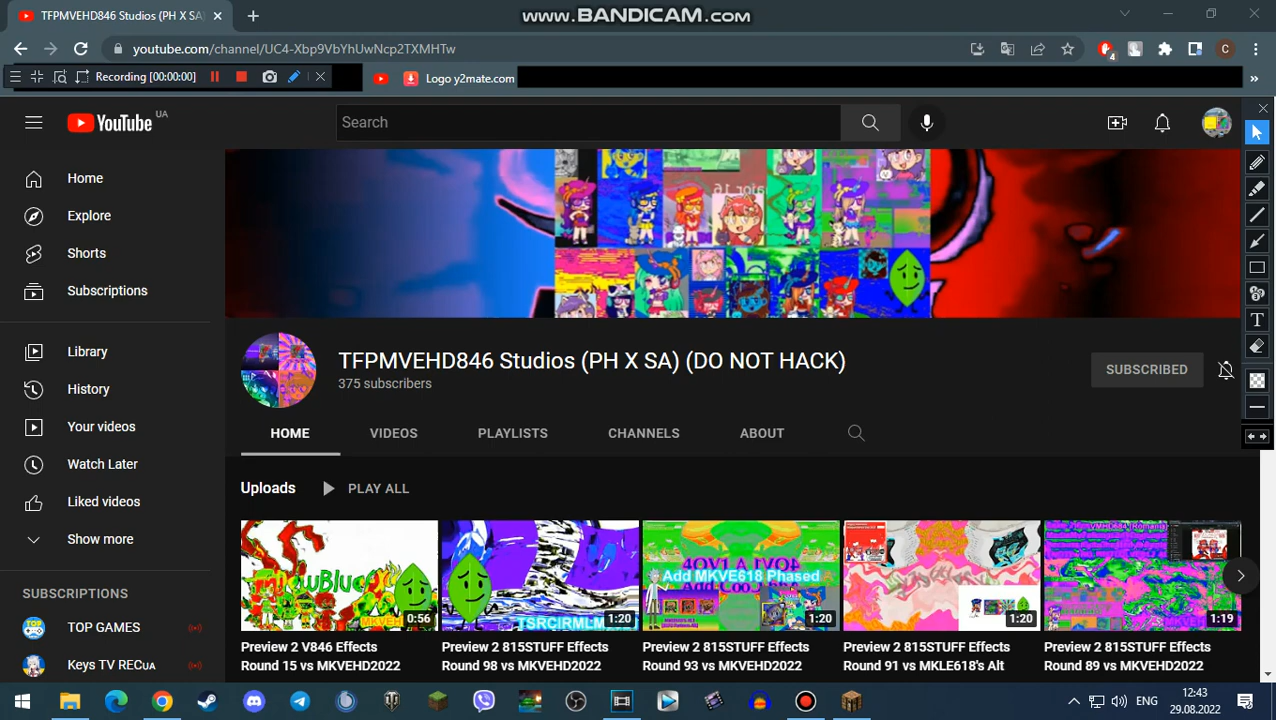 TFPMVEHD846 Studios (PH X SA)
www.BANDICAM.com
youtube.com/channel/UC4-Xbp9VbYhUwNcp2TXMHTw
4
C
Recording [00:00:00]
Logo y2mate.com
YouTube UA
Search
Home
Explore
Shorts
Subscriptions
Library
History
Your videos
Watch Later
Liked videos
Show more
SUBSCRIPTIONS
TOP GAMES
Keys TV RECUA
TFPMVEHD846 Studios (PH X SA) (DO NOT HACK)
375 subscribers
SUBSCRIBED
HOME VIDEOS PLAYLISTS CHANNELS ABOUT
Uploads PLAY ALL
0:56
1:20
Add MKVE618 Phased
1:20
1:20
1:19
Preview 2 V846 Effects
Round 15 vs MKVEHD2022
Preview 2 815STUFF Effects
Round 98 vs MKVEHD2022
Preview 2 815STUFF Effects
Round 93 vs MKVEHD2022
Preview 2 815STUFF Effects
Round 91 vs MKLE618's Alt
Preview 2 815STUFF Effects
Round 89 vs MKVEHD2022
ENG
12:43
29.08.2022